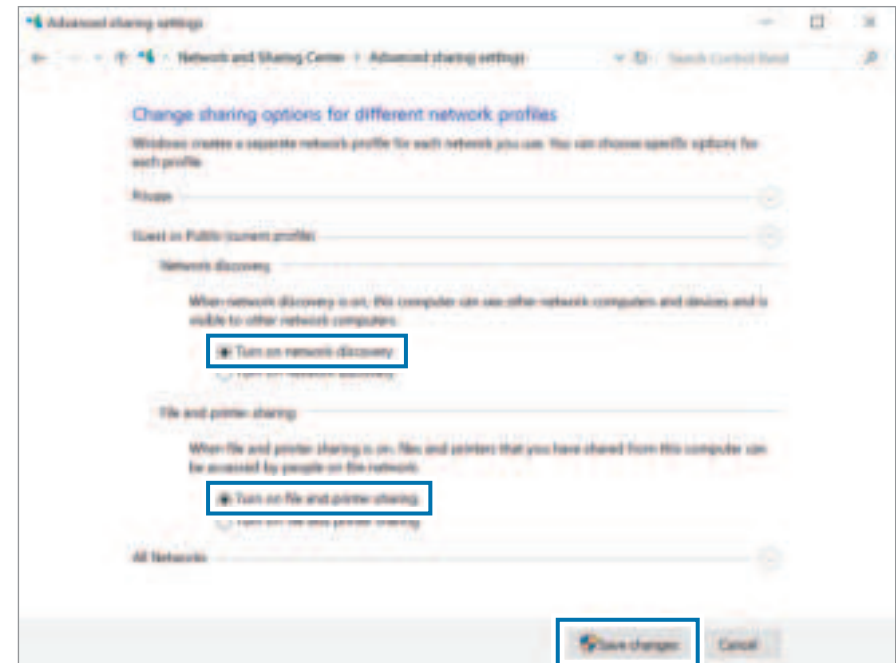 Advanced sharing settings
Network and Sharing Center › Advanced sharing settings
Search Control Panel
Change sharing options for different network profiles
Windows creates a separate network profile for each network you use. You can choose specific options for
each profile.
Private
Guest or Public (current profile)
Network discovery
When network discovery is on, this computer can see other network computers and devices and is
visible to other network computers.
Turn on network discovery
File and printer sharing
When file and printer sharing is on, files and printers that you have shared from this computer can
be accessed by people on the network.
Turn on file and printer sharing
All Networks
Save changes
Cancel